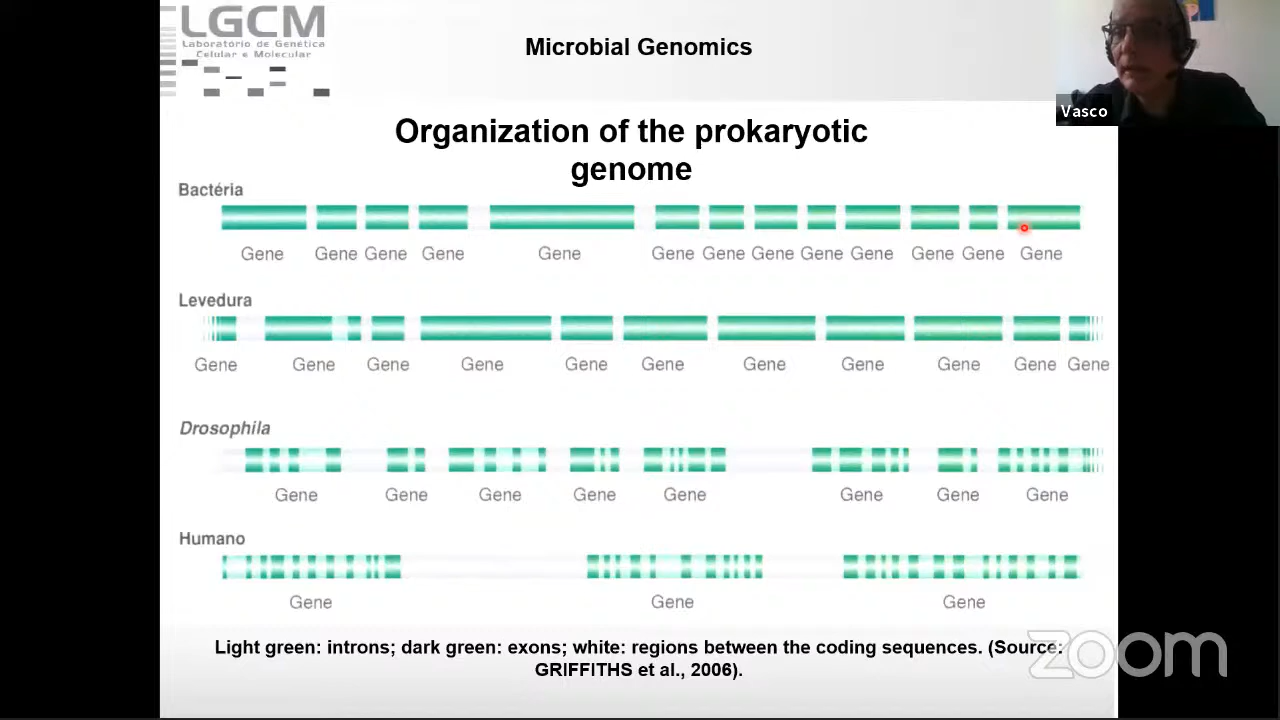 LGCM
Laboratório de Genética
Celular e Molecular
Microbial Genomics
Vasco
Organization of the prokaryotic
genome
Bactéria
Gene Gene Gene Gene Gene Gene Gene Gene Gene Gene Gene Gene Gene
Levedura
Gene Gene Gene Gene Gene Gene Gene Gene Gene Gene Gene
Drosophila
Gene Gene Gene Gene Gene Gene Gene Gene
Humano
Gene Gene Gene
Light green: introns; dark green: exons; white: regions between the coding sequences. (Source:
GRIFFITHS et al., 2006).
zoom